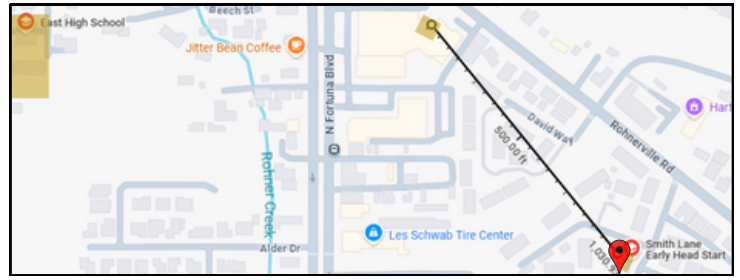 Beech St
East High School
Jitter Bean Coffee
N Fortuna Blvd
Rohner Creek
500.00 ft
David Way
Rohnerville Rd
Hart
Les Schwab Tire Center
Alder Dr
Smith Lane
Early Head Start